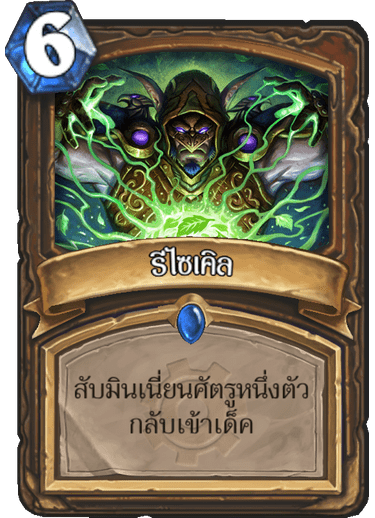 6
รีไซเคิล
สับมินเนี่ยนศัตรูหนึ่งตัว
กลับเข้าเด็ค